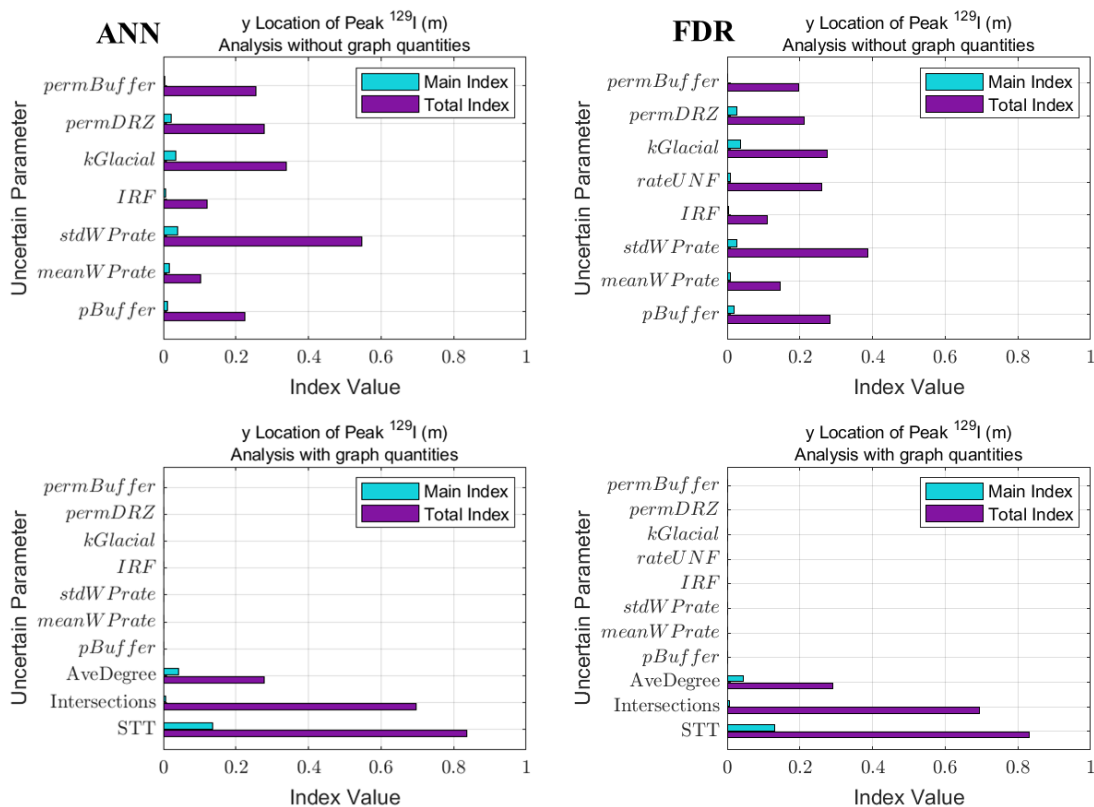 ANN
y Location of Peak ¹²⁹I (m)
Analysis without graph quantities
Main Index
Total Index
Uncertain Parameter
permBuffer
permDRZ
kGlacial
IRF
stdWPrate
meanWPrate
pBuffer
0 0.2 0.4 0.6 0.8 1
Index Value
FDR
y Location of Peak ¹²⁹I (m)
Analysis without graph quantities
Main Index
Total Index
Uncertain Parameter
permBuffer
permDRZ
kGlacial
rateUNF
IRF
stdWPrate
meanWPrate
pBuffer
0 0.2 0.4 0.6 0.8 1
Index Value
y Location of Peak ¹²⁹I (m)
Analysis with graph quantities
Main Index
Total Index
Uncertain Parameter
permBuffer
permDRZ
kGlacial
IRF
stdWPrate
meanWPrate
pBuffer
AveDegree
Intersections
STT
0 0.2 0.4 0.6 0.8 1
Index Value
y Location of Peak ¹²⁹I (m)
Analysis with graph quantities
Main Index
Total Index
Uncertain Parameter
permBuffer
permDRZ
kGlacial
rateUNF
IRF
stdWPrate
meanWPrate
pBuffer
AveDegree
Intersections
STT
0 0.2 0.4 0.6 0.8 1
Index Value